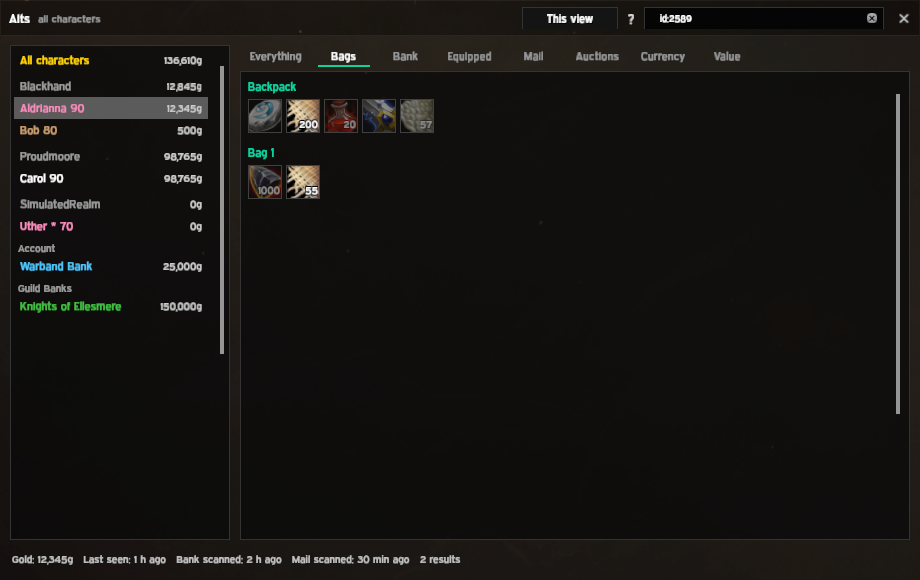 Alts all characters This view ? id:2589
All characters 136,610g
Blackhand 12,845g
Aldrianna 90 12,345g
Bob 80 500g
Proudmoore 98,765g
Carol 90 98,765g
SimulatedRealm 0g
Uther * 70 0g
Account
Warband Bank 25,000g
Guild Banks
Knights of Ellesmere 150,000g
Everything Bags Bank Equipped Mail Auctions Currency Value
Backpack
200 20 57
Bag 1
1000 55
Gold: 12,345g Last seen: 1 h ago Bank scanned: 2 h ago Mail scanned: 30 min ago 2 results